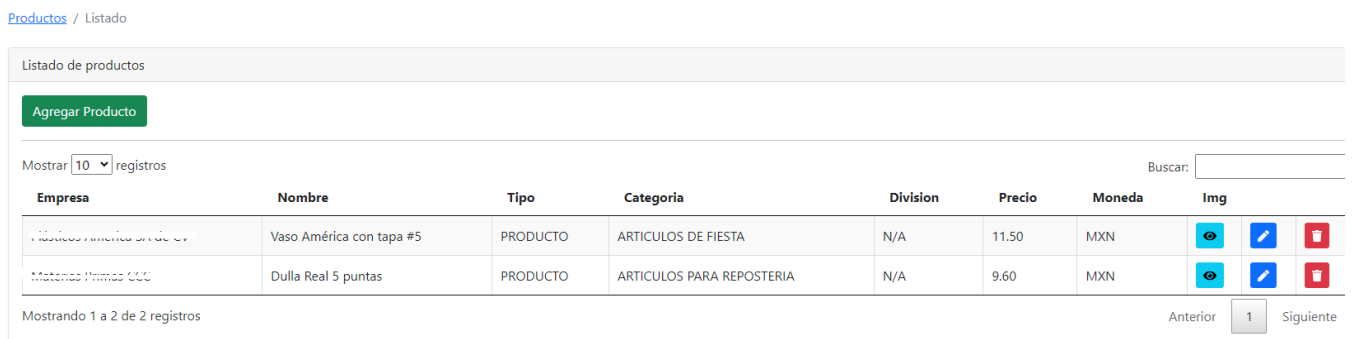 Productos / Listado
Listado de productos
Agregar Producto
Mostrar 10 registros
Buscar:
Empresa Nombre Tipo Categoria Division Precio Moneda Img
Vaso América con tapa #5 PRODUCTO ARTICULOS DE FIESTA N/A 11.50 MXN
Dulla Real 5 puntas PRODUCTO ARTICULOS PARA REPOSTERIA N/A 9.60 MXN
Mostrando 1 a 2 de 2 registros
Anterior 1 Siguiente